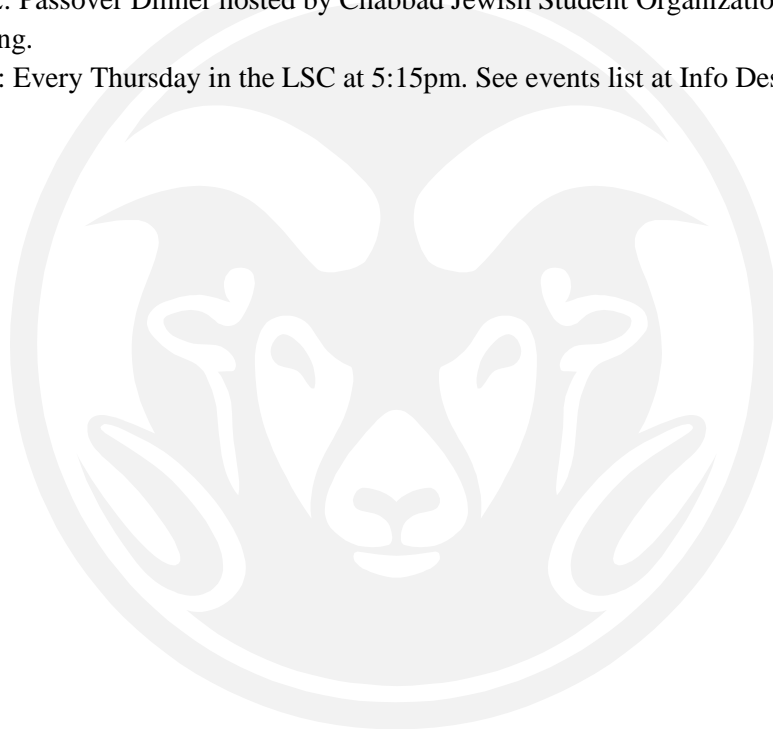 : Passover Dinner hosted by Chabbad Jewish Student Organizatio
ng.
: Every Thursday in the LSC at 5:15pm. See events list at Info Des